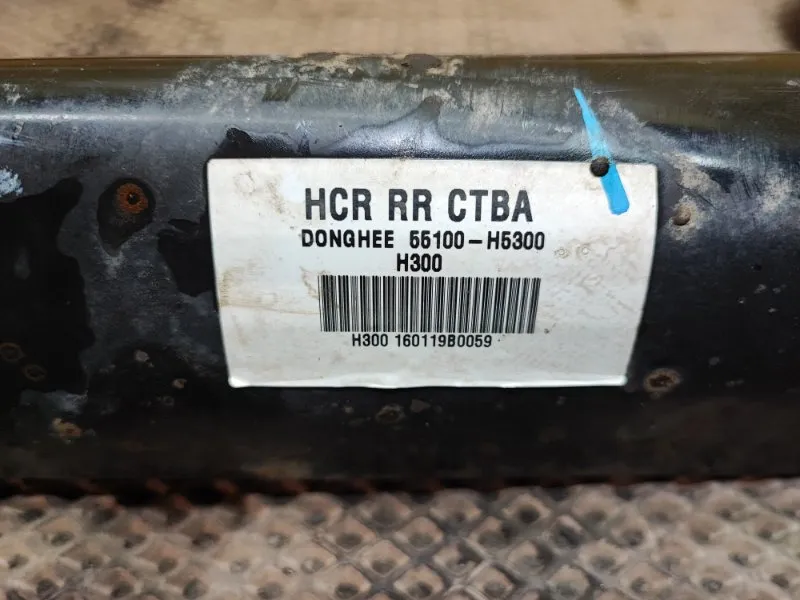 HCR RR CTBA
DONGHEE 55100-H5300
H300
H300 160119B0059